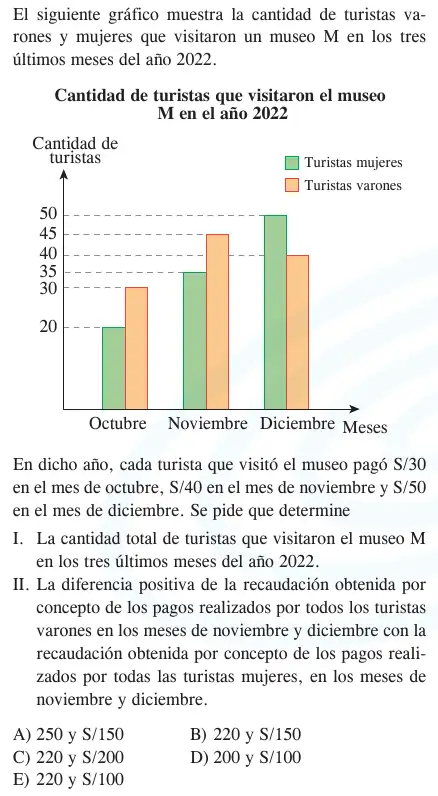 El siguiente gráfico muestra la cantidad de turistas va-
rones y mujeres que visitaron un museo M en los tres
últimos meses del año 2022.
Cantidad de turistas que visitaron el museo
M en el año 2022
Cantidad de
turistas
Turistas mujeres
Turistas varones
50
45
40
35
30
20
Octubre Noviembre Diciembre Meses
En dicho año, cada turista que visitó el museo pagó S/30
en el mes de octubre, S/40 en el mes de noviembre y S/50
en el mes de diciembre. Se pide que determine
I. La cantidad total de turistas que visitaron el museo M
en los tres últimos meses del año 2022.
II. La diferencia positiva de la recaudación obtenida por
concepto de los pagos realizados por todos los turistas
varones en los meses de noviembre y diciembre con la
recaudación obtenida por concepto de los pagos reali-
zados por todas las turistas mujeres, en los meses de
noviembre y diciembre.
A) 250 y S/150 B) 220 y S/150
C) 220 y S/200 D) 200 y S/100
E) 220 y S/100